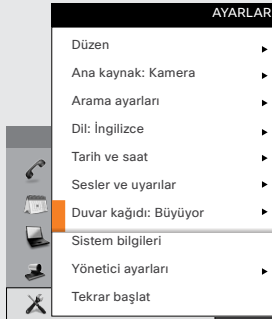 AYARLAR
Düzen
Ana kaynak: Kamera
Arama ayarları
Dil: İngilizce
Tarih ve saat
Sesler ve uyarılar
Duvar kağıdı: Büyüyor
Sistem bilgileri
Yönetici ayarları
Tekrar başlat